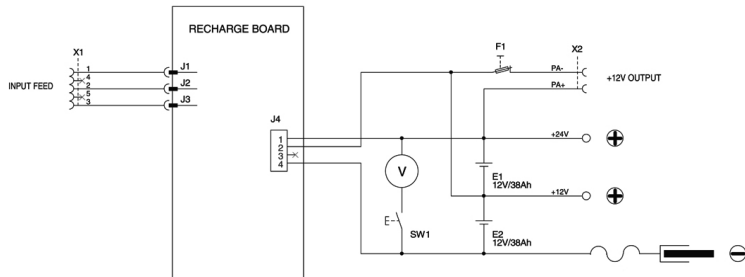 RECHARGE BOARD
X1
INPUT FEED
1
4
2
5
3
J1
J2
J3
J4
1
2
3
4
F1
X2
PA-
PA+
+12V OUTPUT
+24V
V
E1
12V/38Ah
+12V
SW1
E2
12V/38Ah